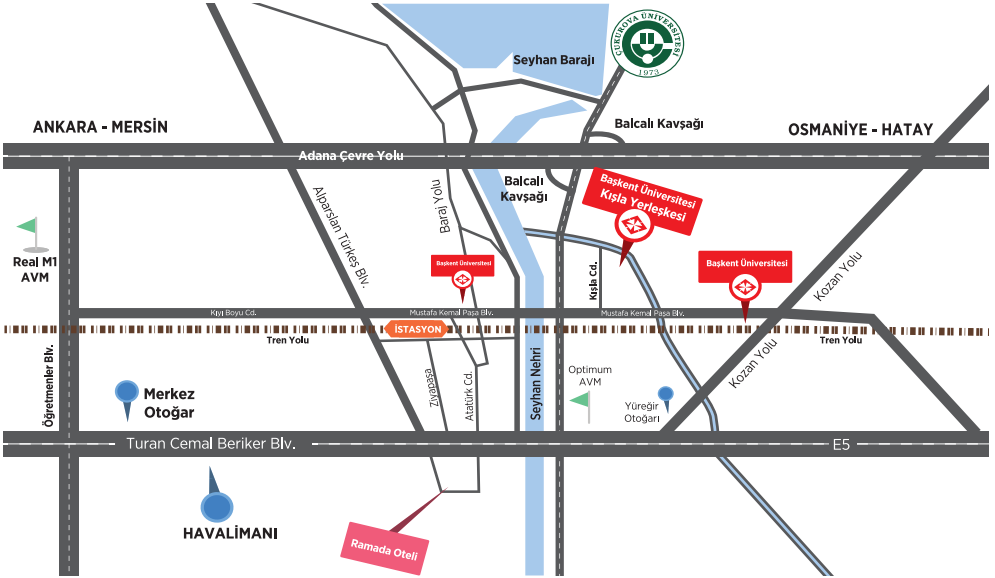 ÇUKUROVA ÜNİVERSİTESİ
1973
Seyhan Barajı
ANKARA - MERSİN
Balcalı Kavşağı
OSMANİYE - HATAY
Adana Çevre Yolu
Balcalı
Kavşağı
Başkent Üniversitesi
Kışla Yerleşkesi
Alparslan Türkeş Blv.
Baraj Yolu
Real M1
AVM
Başkent Üniversitesi
Başkent Üniversitesi
Kışla Cd.
Kozan Yolu
Kıyı Boyu Cd.
Mustafa Kemal Paşa Blv.
Mustafa Kemal Paşa Blv.
İSTASYON
Tren Yolu
Tren Yolu
Öğretmenler Blv.
Ziyapaşa
Atatürk Cd.
Seyhan Nehri
Kozan Yolu
Optimum
AVM
Merkez
Otoğar
Yüreğir
Otoğarı
Turan Cemal Beriker Blv.
E5
HAVALİMANI
Ramada Oteli